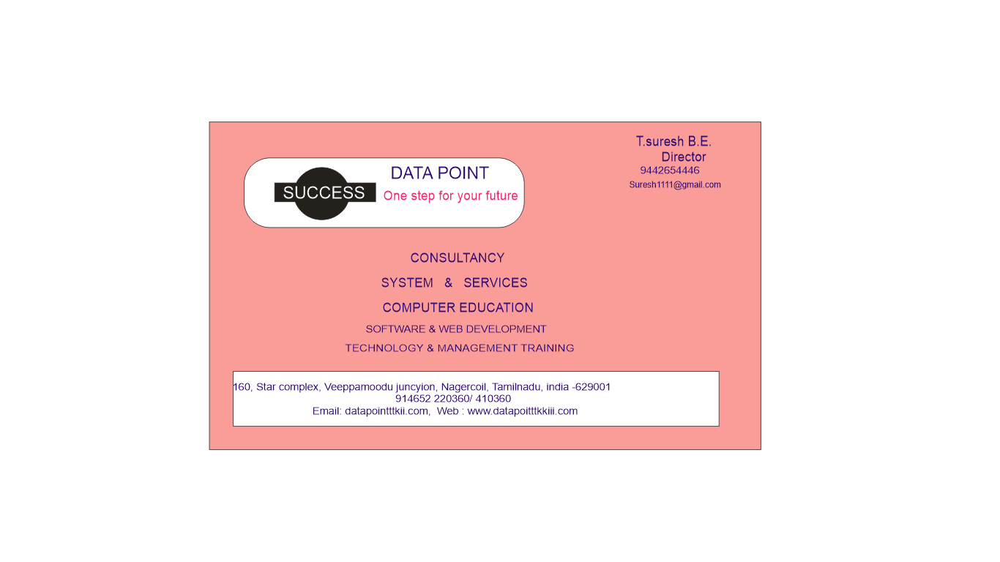 T.suresh B.E.
Director
9442654446
Suresh1111@gmail.com
DATA POINT
SUCCESS
One step for your future
CONSULTANCY
SYSTEM & SERVICES
COMPUTER EDUCATION
SOFTWARE & WEB DEVELOPMENT
TECHNOLOGY & MANAGEMENT TRAINING
160, Star complex, Veeppamoodu juncyion, Nagercoil, Tamilnadu, india -629001
914652 220360/ 410360
Email: datapointttkii.com, Web : www.datapoitttkkiii.com